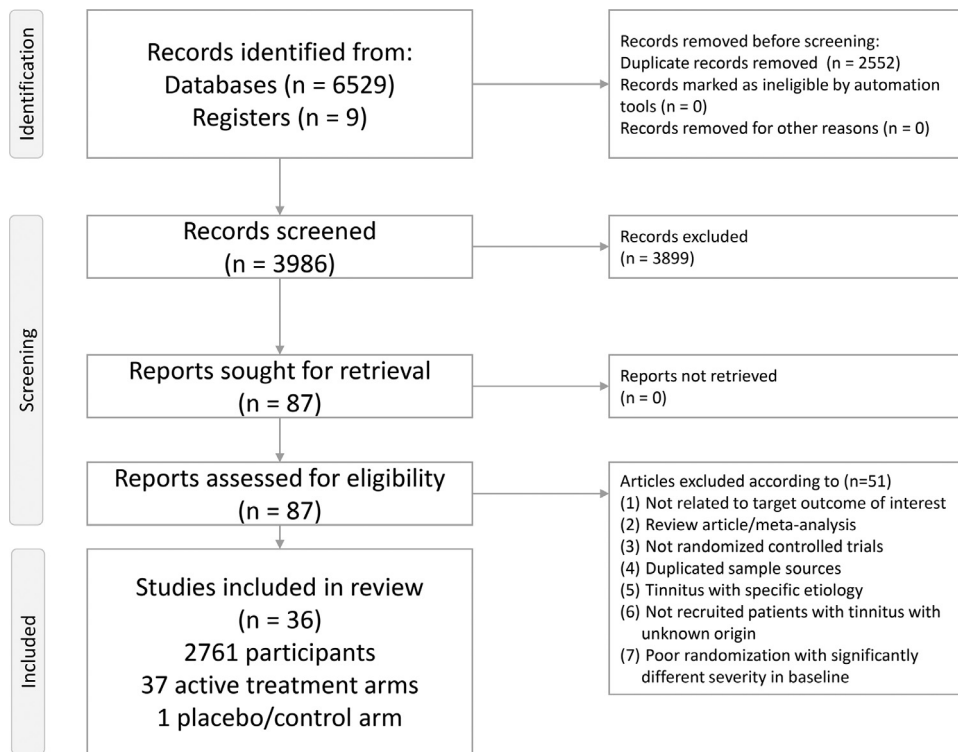 Identification
Records identified from:
Databases (n = 6529)
Registers (n = 9)
Records removed before screening:
Duplicate records removed  (n = 2552)
Records marked as ineligible by automation
tools (n = 0)
Records removed for other reasons (n = 0)
Screening
Records screened
(n = 3986)
Records excluded
(n = 3899)
Reports sought for retrieval
(n = 87)
Reports not retrieved
(n = 0)
Reports assessed for eligibility
(n = 87)
Articles excluded according to (n=51)
(1) Not related to target outcome of interest
(2) Review article/meta-analysis
(3) Not randomized controlled trials
(4) Duplicated sample sources
(5) Tinnitus with specific etiology
(6) Not recruited patients with tinnitus with
unknown origin
(7) Poor randomization with significantly
different severity in baseline
Included
Studies included in review
(n = 36)
2761 participants
37 active treatment arms
1 placebo/control arm